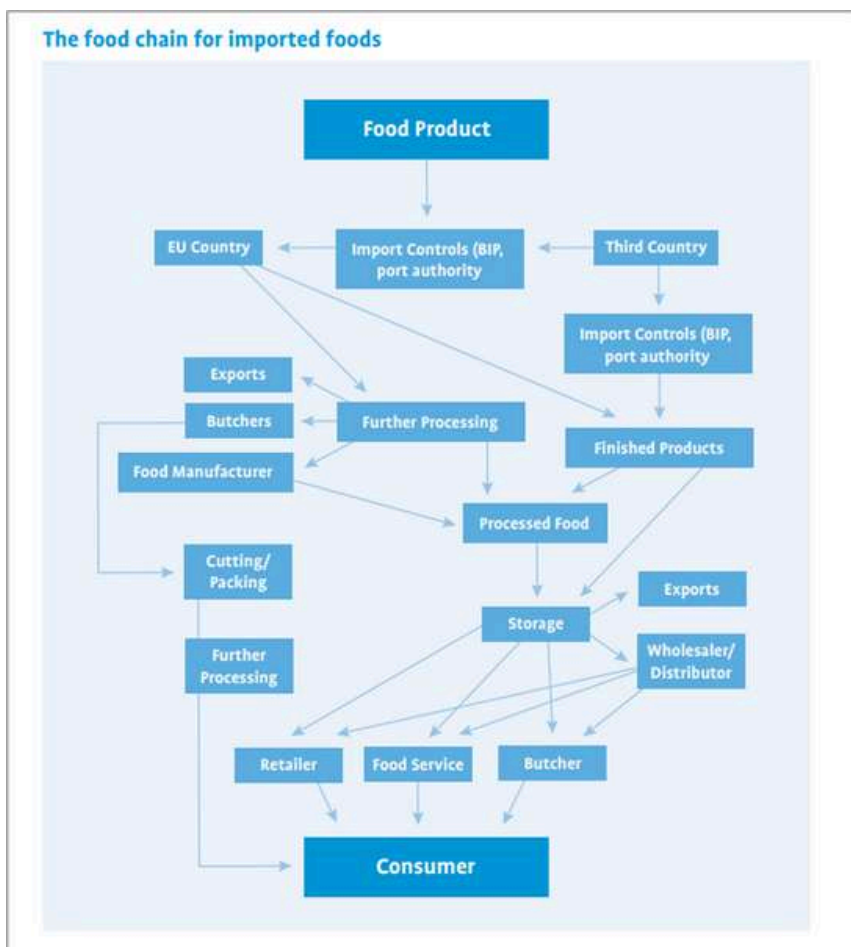 The food chain for imported foods
Food Product
EU Country
Import Controls (BIP,
port authority
Third Country
Import Controls (BIP,
port authority
Exports
Butchers
Further Processing
Finished Products
Food Manufacturer
Processed Food
Cutting/
Packing
Exports
Storage
Wholesaler/
Distributor
Further
Processing
Retailer
Food Service
Butcher
Consumer